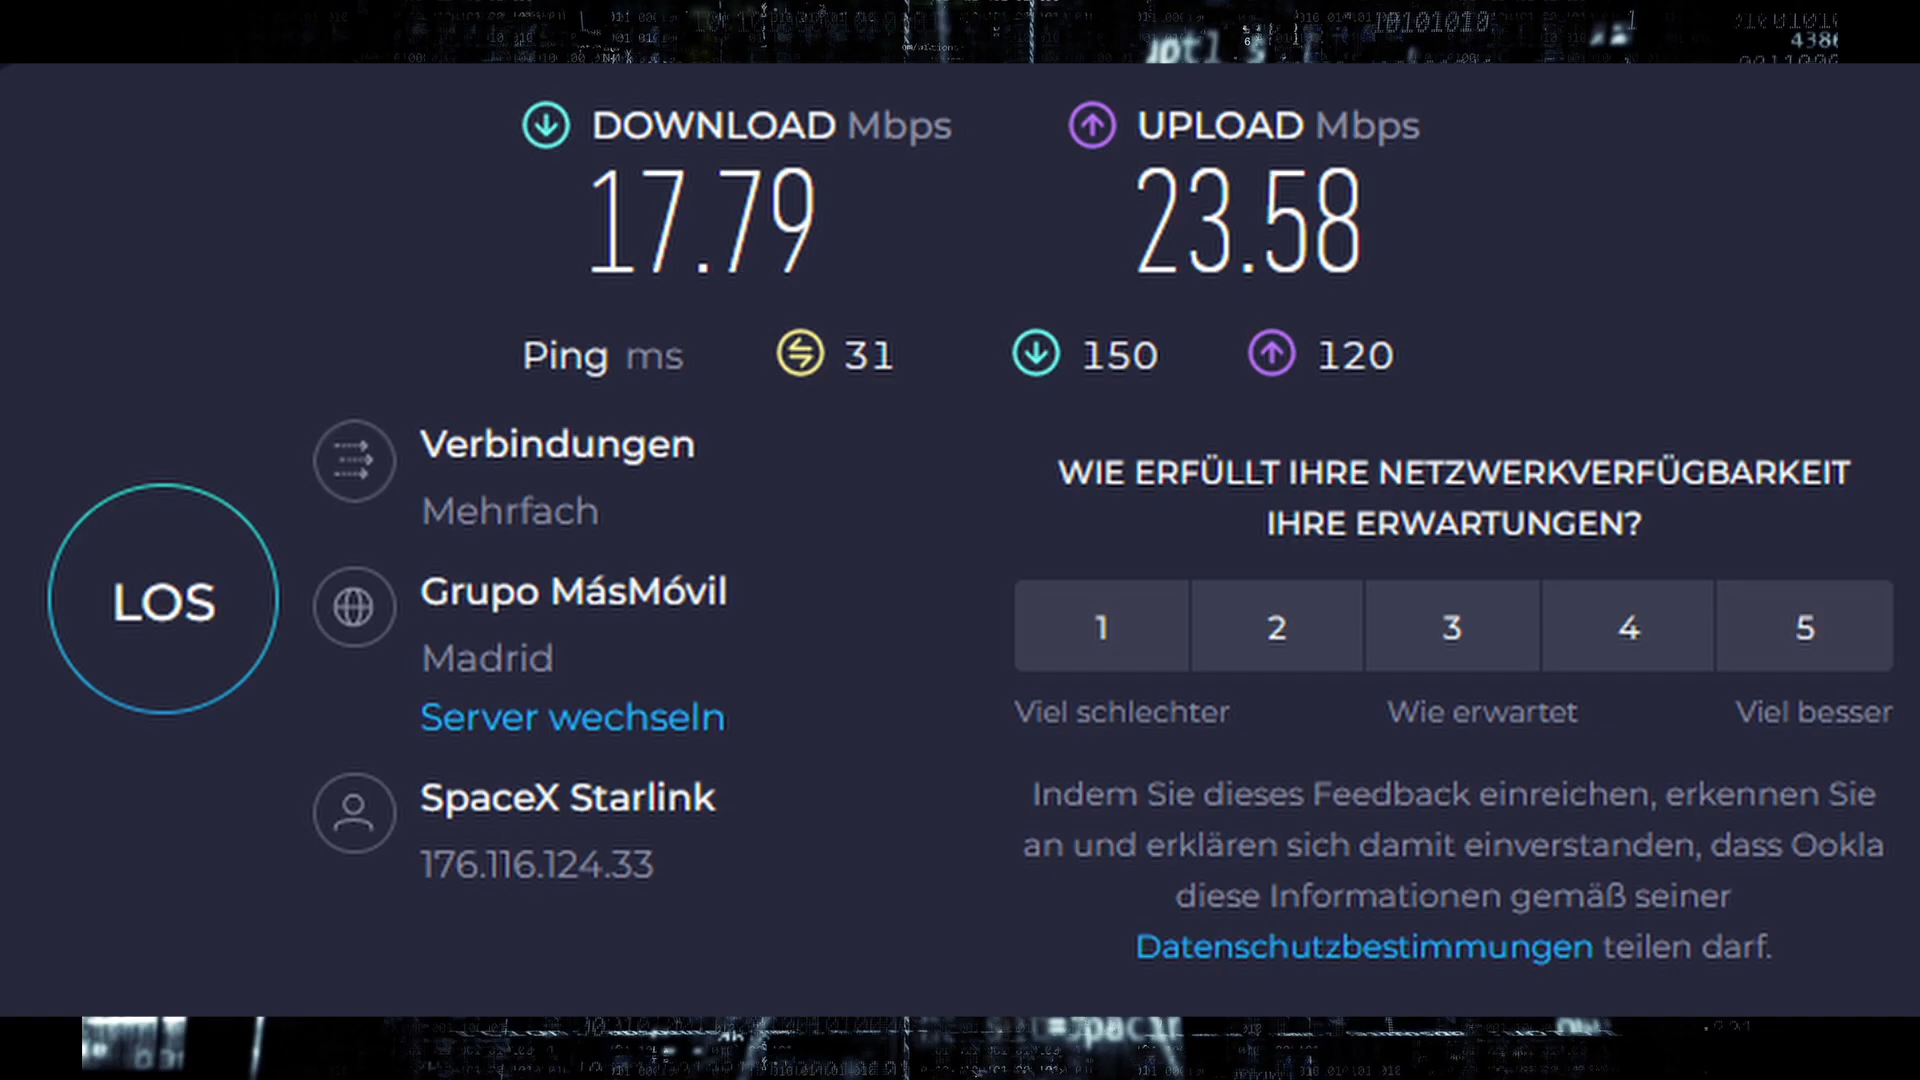 DOWNLOAD Mbps
17.79
UPLOAD Mbps
23.58
Ping ms 31 150 120
LOS
Verbindungen
Mehrfach
Grupo MásMóvil
Madrid
Server wechseln
SpaceX Starlink
176.116.124.33
WIE ERFÜLLT IHRE NETZWERKVERFÜGBARKEIT
IHRE ERWARTUNGEN?
1 2 3 4 5
Viel schlechter Wie erwartet Viel besser
Indem Sie dieses Feedback einreichen, erkennen Sie
an und erklären sich damit einverstanden, dass Ookla
diese Informationen gemäß seiner
Datenschutzbestimmungen teilen darf.